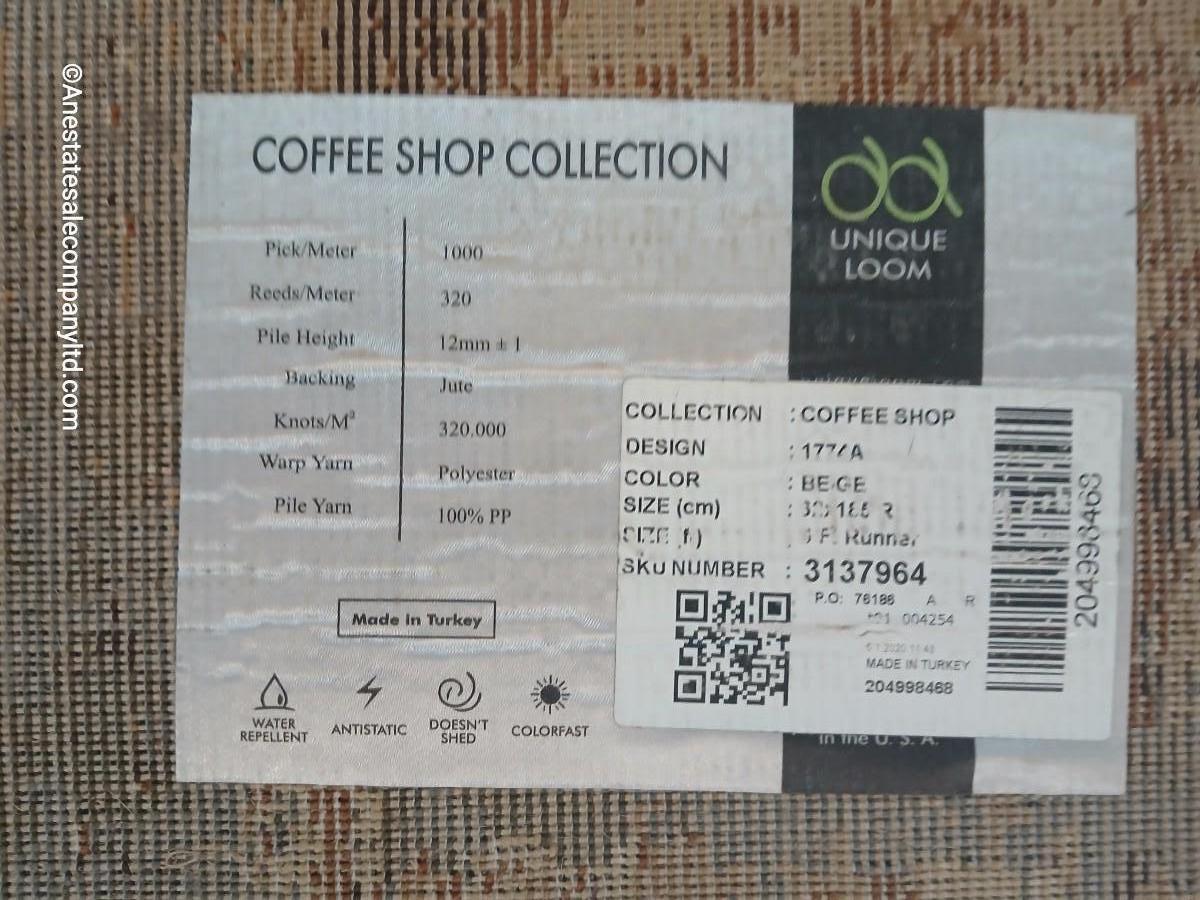 ©Anestatesalecompanyltd.com
COFFEE SHOP COLLECTION
Pick/Meter 1000
Reeds/Meter 320
Pile Height 12mm ± 1
Backing Jute
Knots/M² 320.000
Warp Yarn Polyester
Pile Yarn 100% PP
Made in Turkey
WATER REPELLENT
ANTISTATIC
DOESN'T SHED
COLORFAST
UNIQUE
LOOM
COLLECTION : COFFEE SHOP
DESIGN :
COLOR : BEIGE
SIZE (cm) :
Runner
SKU NUMBER : 3137964
P.O: 76186 A R
004254
MADE IN TURKEY
204998468
204998468
in the U. S. A.